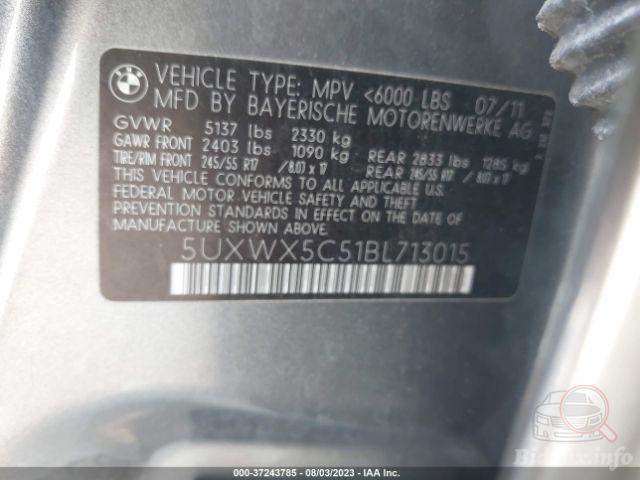 VEHICLE TYPE: MPV <6000 LBS 07/11
MFD BY BAYERISCHE MOTORENWERKE AG
GVWR 5137 lbs 2330 kg
GAWR FRONT 2403 lbs 1090 kg REAR 2833 lbs 1285 kg
TIRE/RIM FRONT 245/55 R17 /8.0J x 17 REAR 245/55 R17 / 8.0J x 17
THIS VEHICLE CONFORMS TO ALL APPLICABLE U.S.
FEDERAL MOTOR VEHICLE SAFETY AND THEFT
PREVENTION STANDARDS IN EFFECT ON THE DATE OF
MANUFACTURE SHOWN ABOVE.
5UXWX5C51BL713015
000-37243785 - 08/03/2023 - IAA Inc.